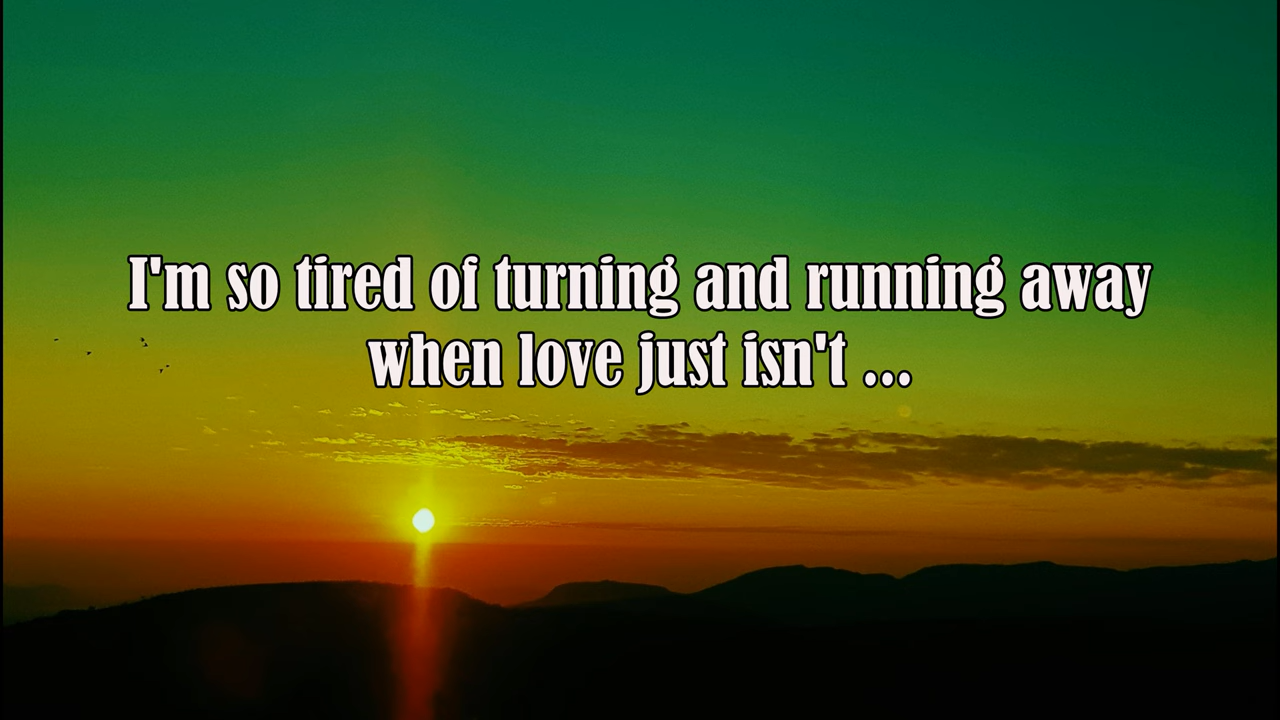 I'm so tired of turning and running away
when love just isn't ...